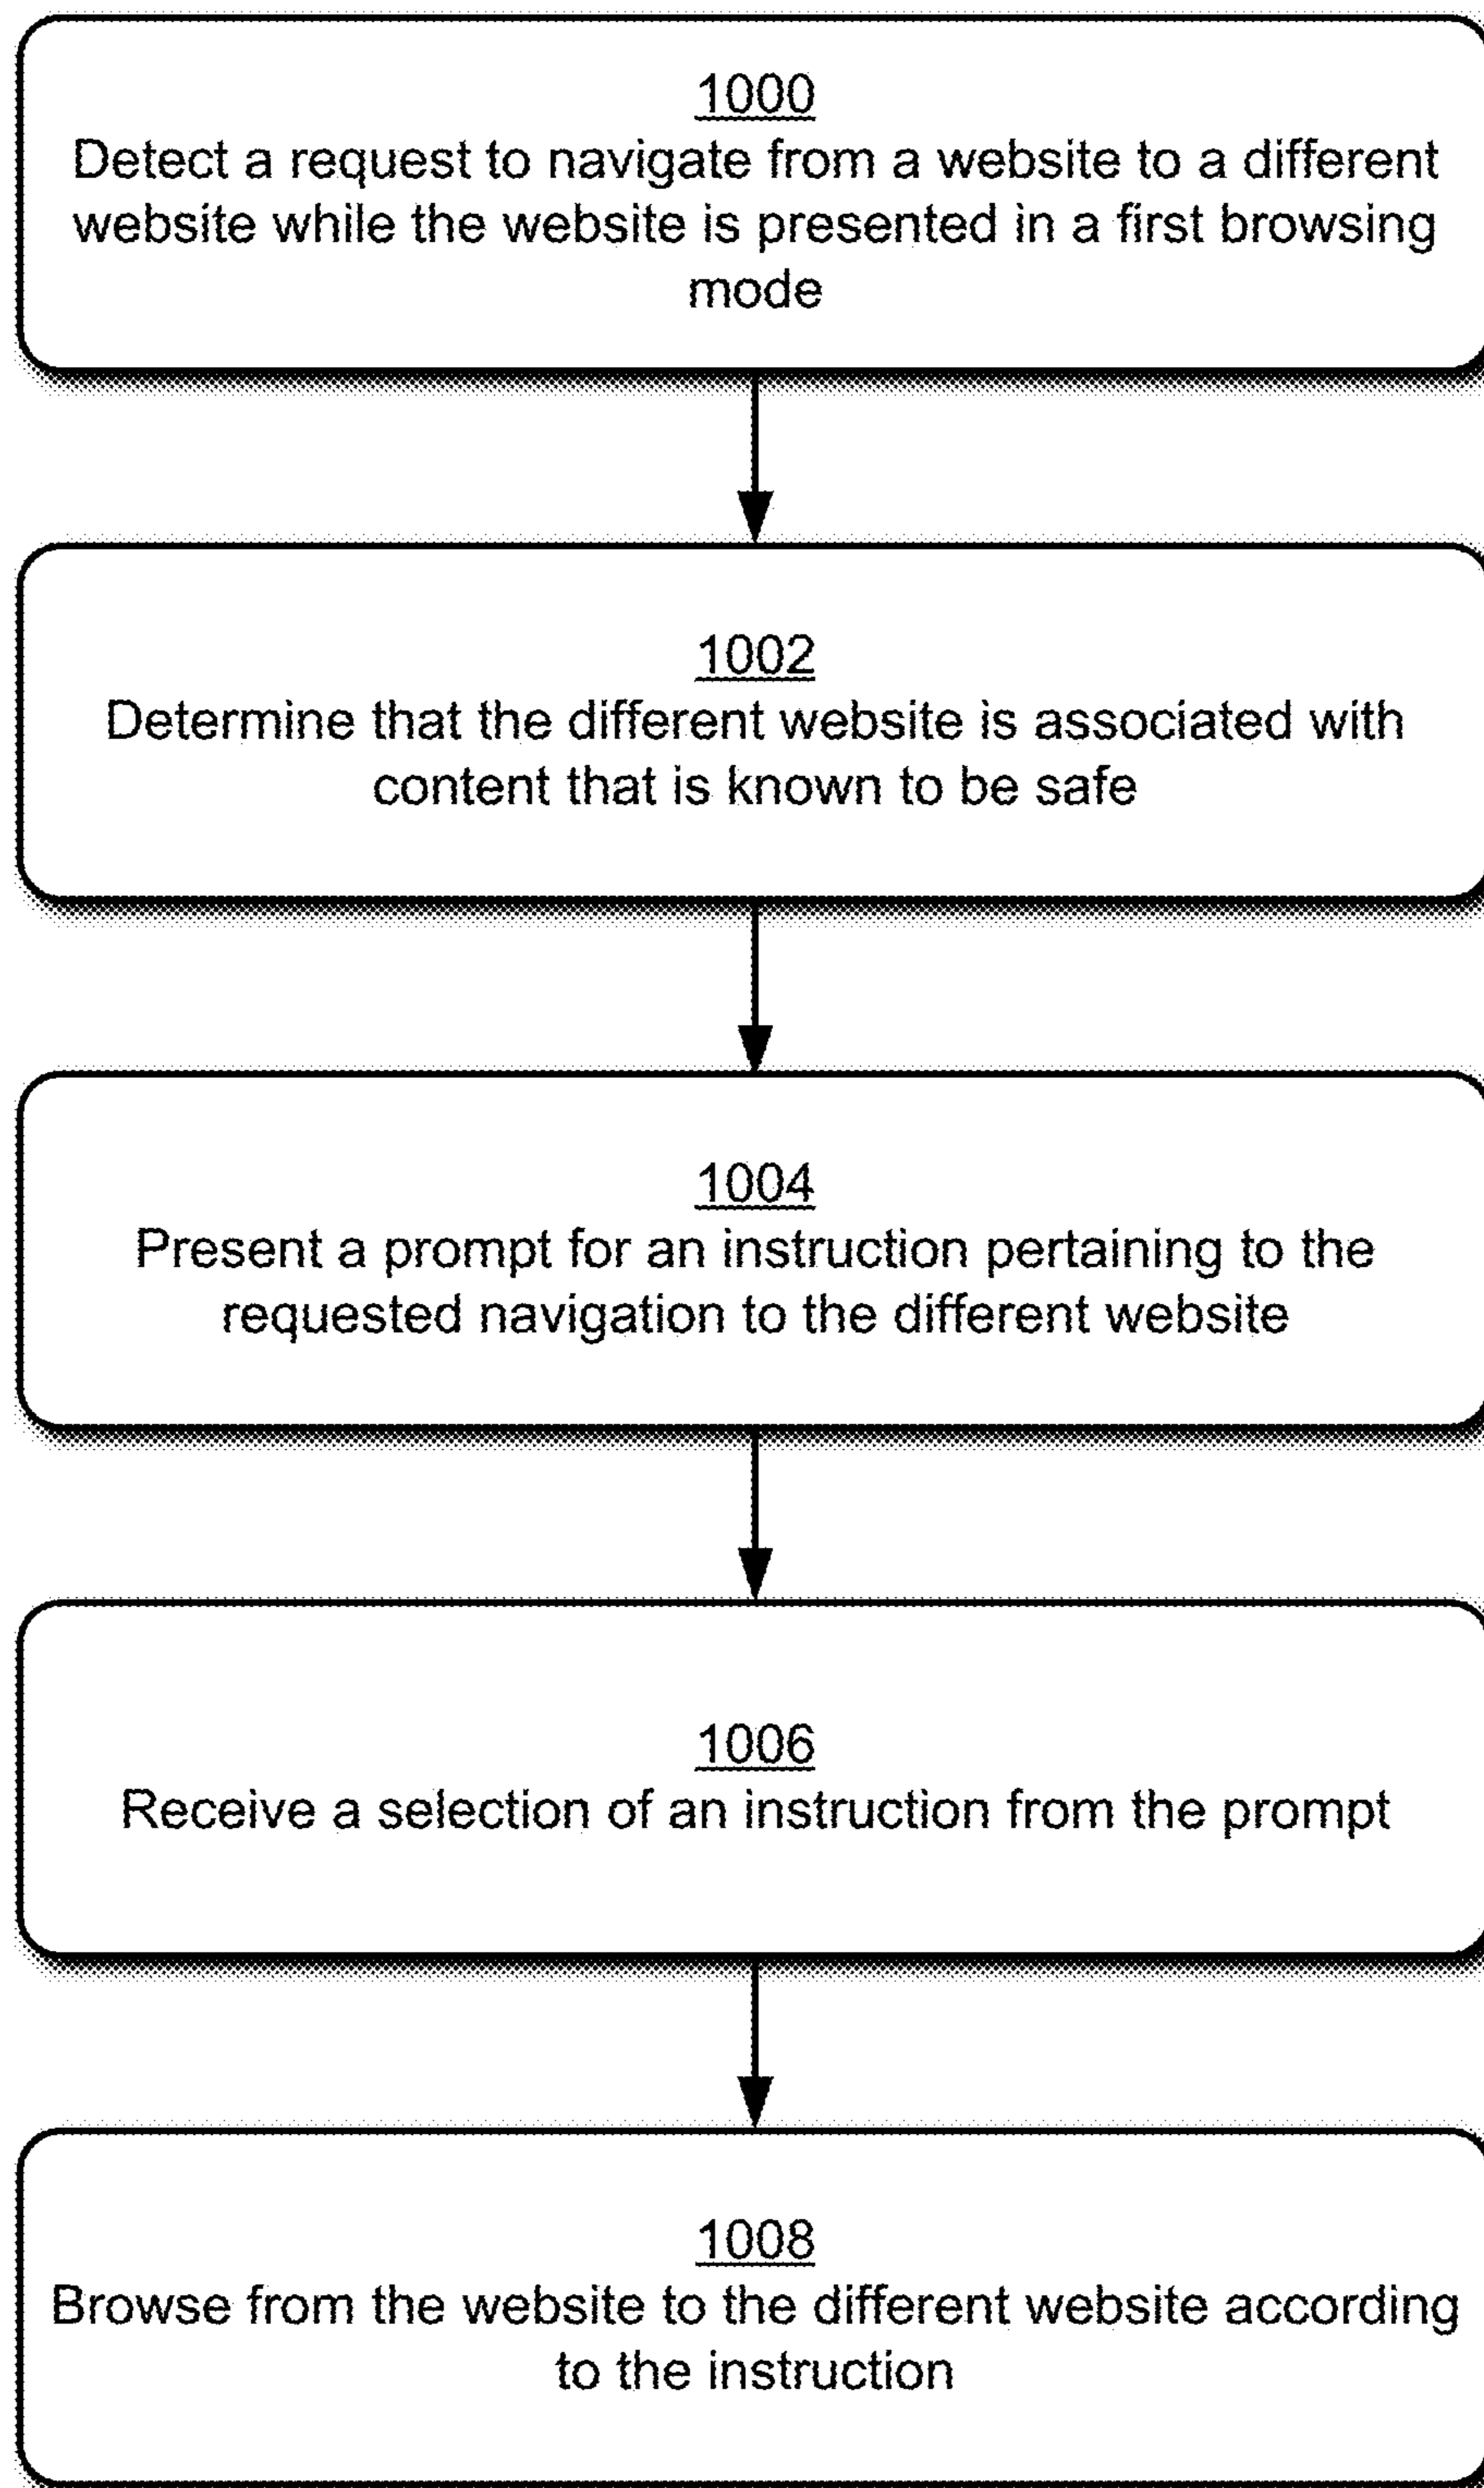 1000
Detect a request to navigate from a website to a different
website while the website is presented in a first browsing
mode
1002
Determine that the different website is associated with
content that is known to be safe
1004
Present a prompt for an instruction pertaining to the
requested navigation to the different website
1006
Receive a selection of an instruction from the prompt
1008
Browse from the website to the different website according
to the instruction